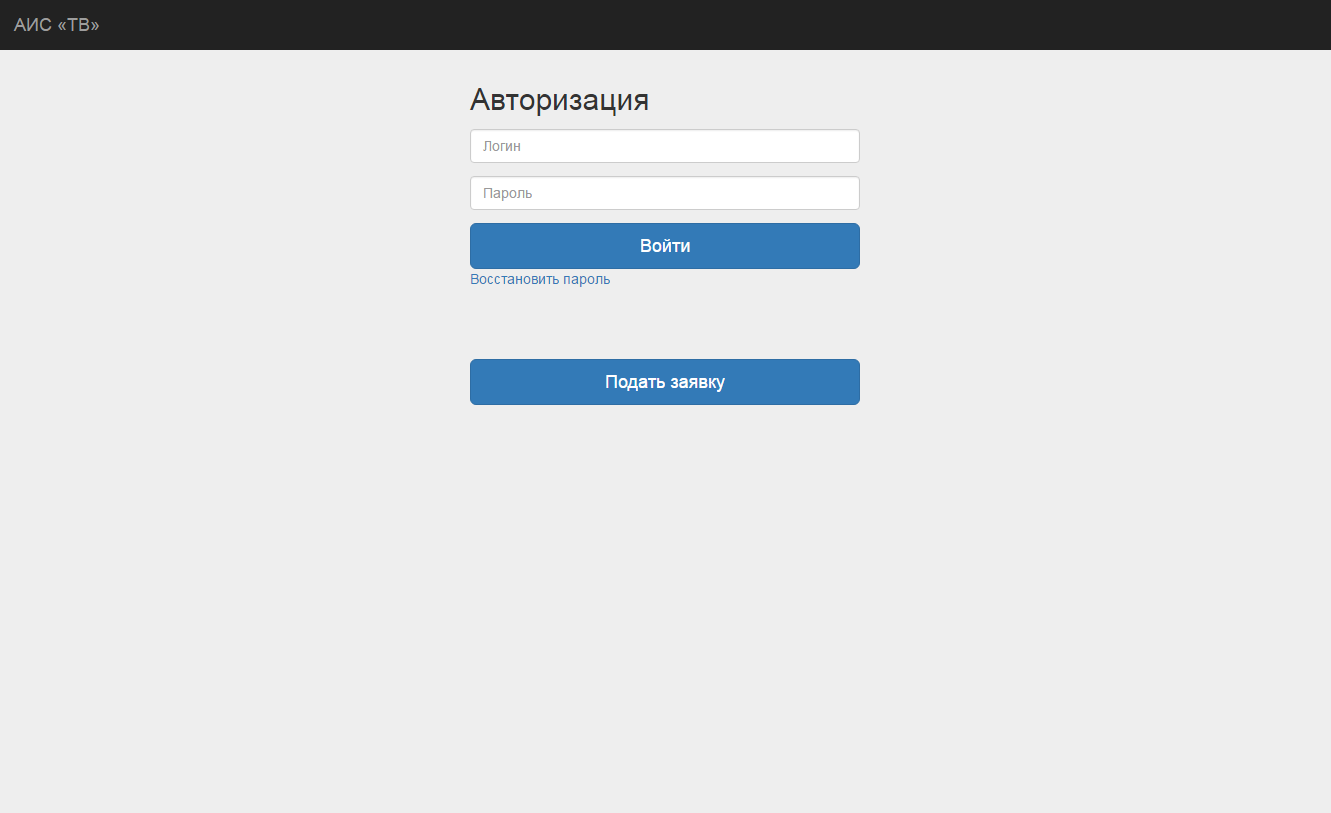 АИС «ТВ»
Авторизация
Логин
Пароль
Войти
Восстановить пароль
Подать заявку